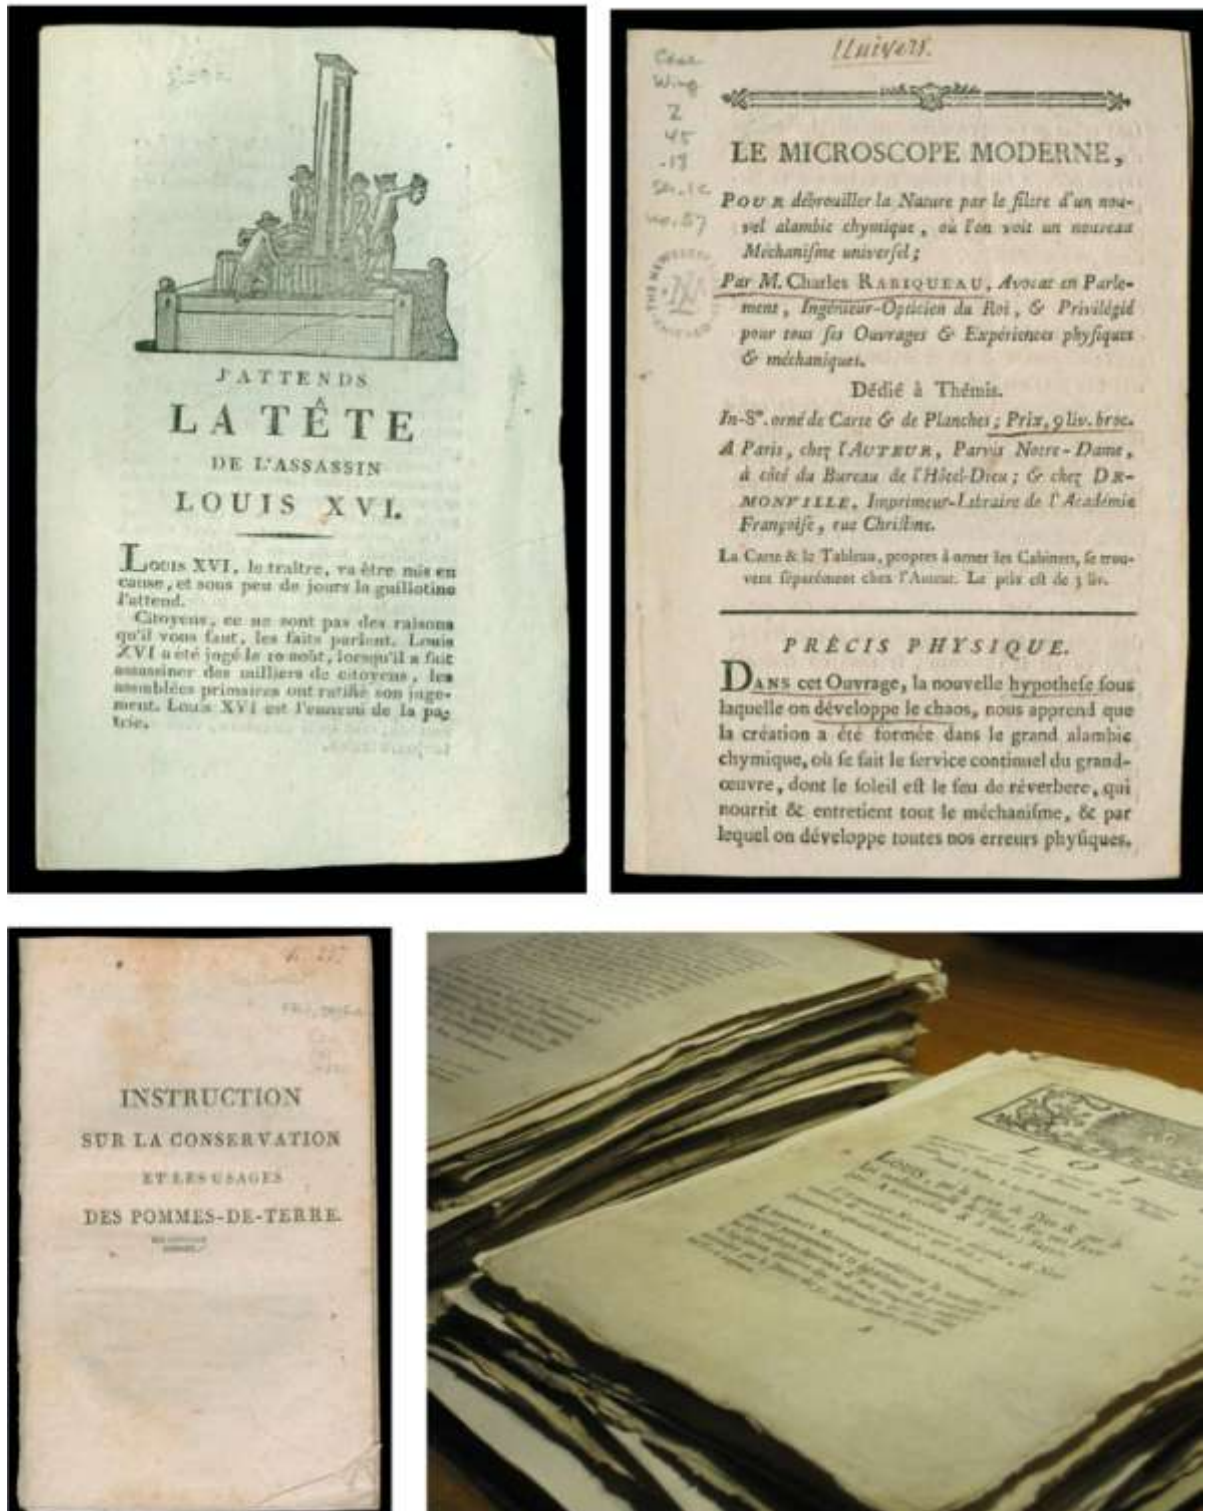 J'ATTENDS
LA TÊTE
DE L'ASSASSIN
LOUIS XVI.
Louis XVI, le traître, va être mis en
cause, et sous peu de jours la guillotine
l'attend.
Citoyens, ce ne sont pas des raisons
qu'il vous faut, les faits parlent. Louis
XVI a été jugé le 10 août, lorsqu'il a fait
assassiner des milliers de citoyens, les
assemblées primaires ont ratifié son juge-
ment. Louis XVI est l'ennemi de la pa-
trie.
l'Univers.
Case
Wing
Z
45
.18
no. 57
LE MICROSCOPE MODERNE,
POUR débrouiller la Nature par le filtre d'un nou-
vel alambic chymique, où l'on voit un nouveau
Méchaniſme univerſel;
Par M. Charles RABIQUEAU, Avocat en Parle-
ment, Ingénieur-Opticien du Roi, & Privilégié
pour tous ſes Ouvrages & Expériences phyſiques
& méchaniques.
Dédié à Thémis.
In-8°. orné de Carte & de Planches; Prix, 9 liv. broc.
A Paris, chez l'AUTEUR, Parvis Notre-Dame,
à côté du Bureau de l'Hôtel-Dieu; & chez DE-
MONVILLE, Imprimeur-Libraire de l'Académie
Françoiſe, rue Chriſtine.
La Carte & le Tableau, propres à orner les Cabinets, ſe trou-
vent ſéparément chez l'Auteur. Le prix eſt de 3 liv.
PRÉCIS PHYSIQUE.
DANS cet Ouvrage, la nouvelle hypotheſe ſous
laquelle on développe le chaos, nous apprend que
la création a été formée dans le grand alambic
chymique, où ſe fait le ſervice continuel du grand-
œuvre, dont le ſoleil eſt le feu de réverbere, qui
nourrit & entretient tout le méchaniſme, & par
lequel on développe toutes nos erreurs phyſiques.
INSTRUCTION
SUR LA CONSERVATION
ET LES USAGES
DES POMMES-DE-TERRE.
LOI
LOUIS, par la grace de Dieu & par la